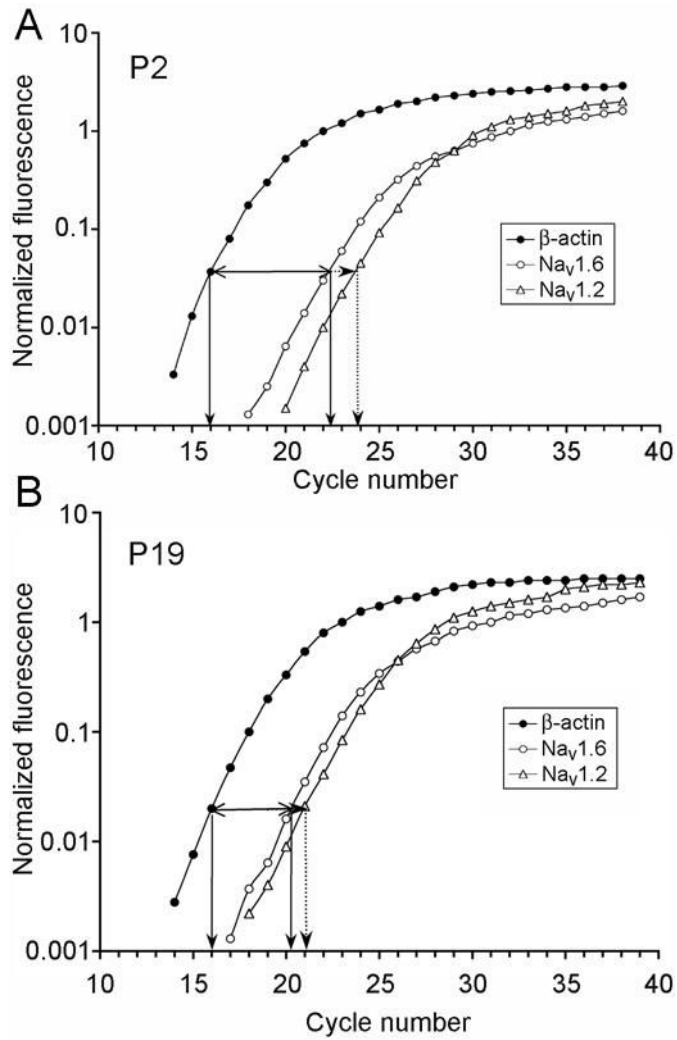 A
P2
10
1
0.1
0.01
0.001
Normalized fluorescence
β-actin
Naᵥ1.6
Naᵥ1.2
10 15 20 25 30 35 40
Cycle number
B
P19
10
1
0.1
0.01
0.001
Normalized fluorescence
β-actin
Naᵥ1.6
Naᵥ1.2
10 15 20 25 30 35 40
Cycle number